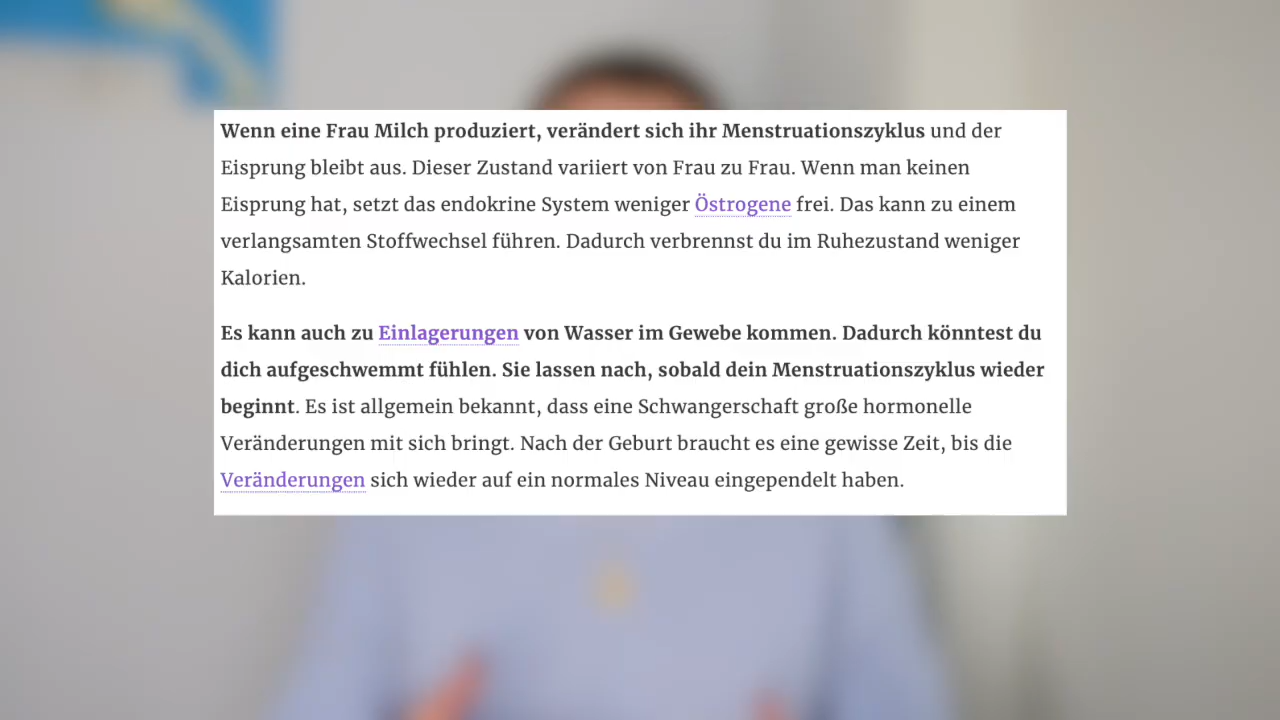 Wenn eine Frau Milch produziert, verändert sich ihr Menstruationszyklus und der
Eisprung bleibt aus. Dieser Zustand variiert von Frau zu Frau. Wenn man keinen
Eisprung hat, setzt das endokrine System weniger Östrogene frei. Das kann zu einem
verlangsamten Stoffwechsel führen. Dadurch verbrennst du im Ruhezustand weniger
Kalorien.
Es kann auch zu Einlagerungen von Wasser im Gewebe kommen. Dadurch könntest du
dich aufgeschwemmt fühlen. Sie lassen nach, sobald dein Menstruationszyklus wieder
beginnt. Es ist allgemein bekannt, dass eine Schwangerschaft große hormonelle
Veränderungen mit sich bringt. Nach der Geburt braucht es eine gewisse Zeit, bis die
Veränderungen sich wieder auf ein normales Niveau eingependelt haben.